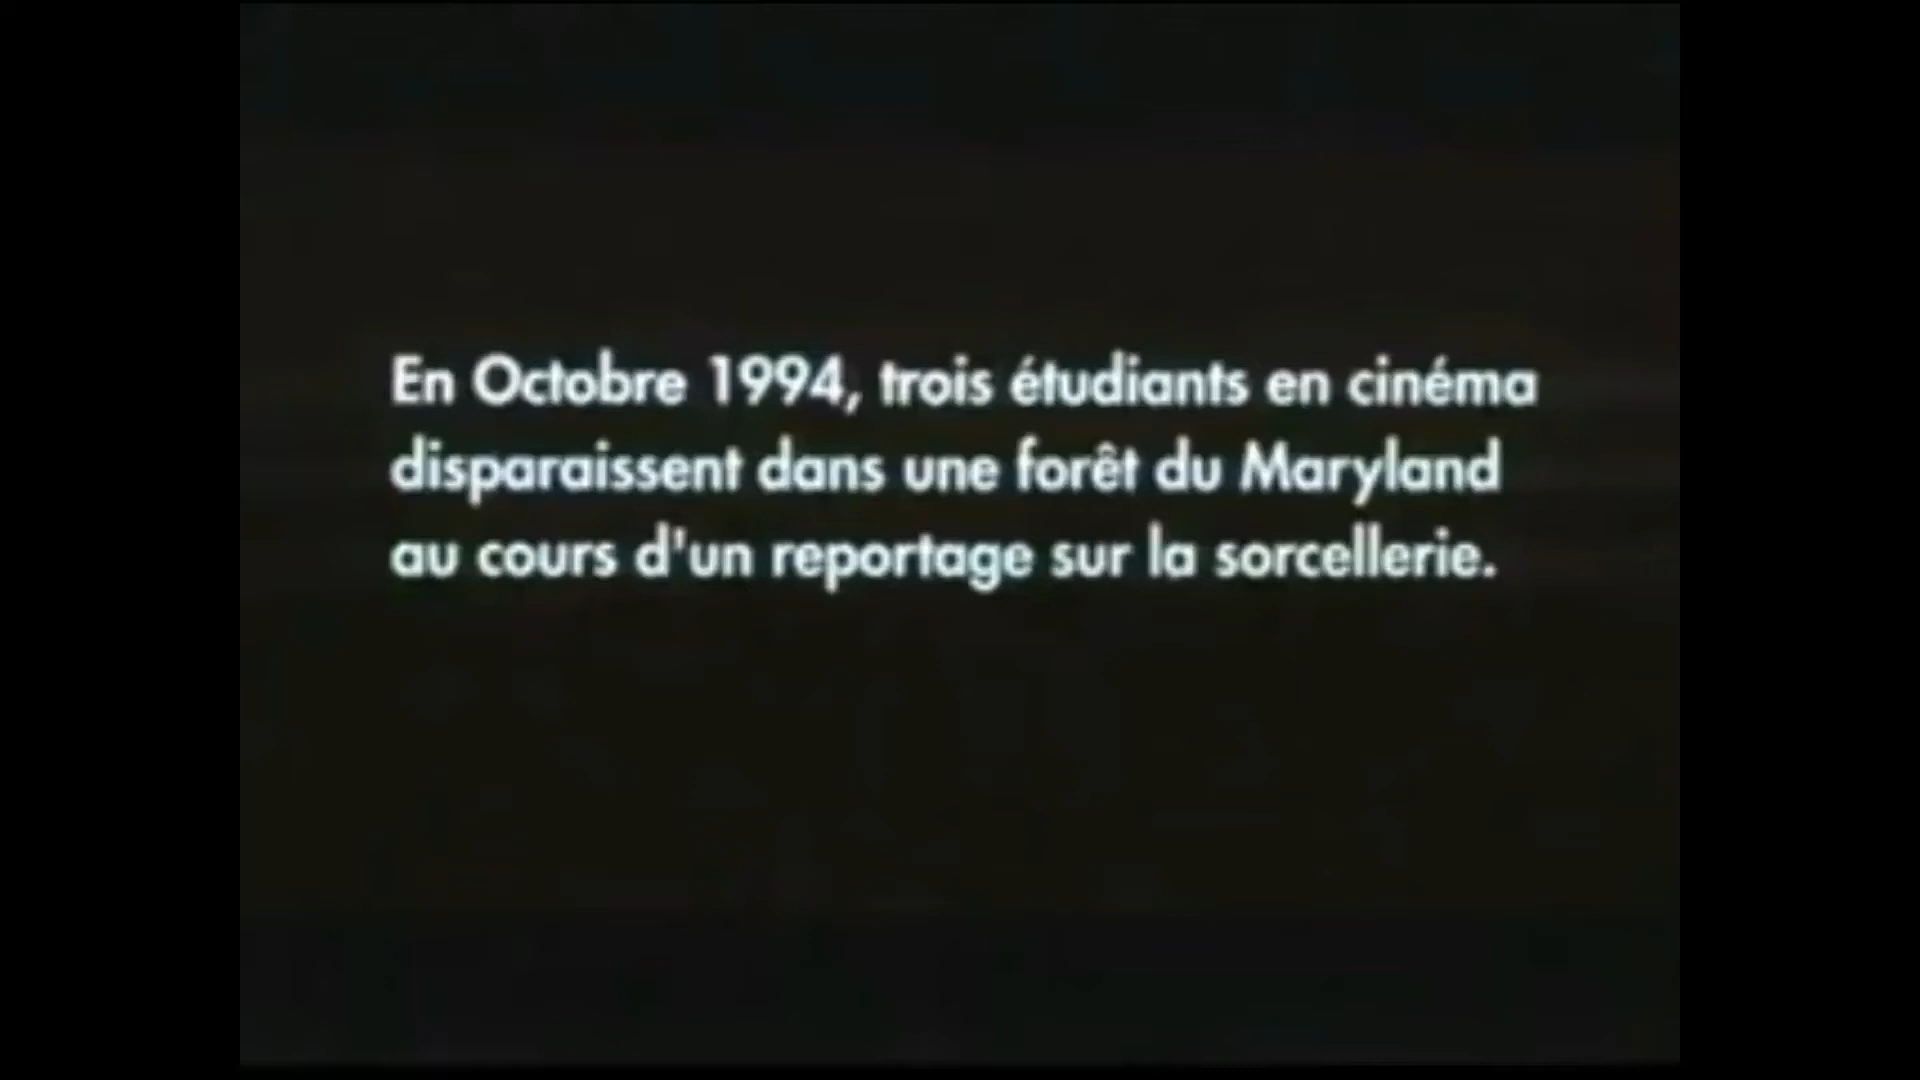 En Octobre 1994, trois étudiants en cinéma
disparaissent dans une forêt du Maryland
au cours d'un reportage sur la sorcellerie.